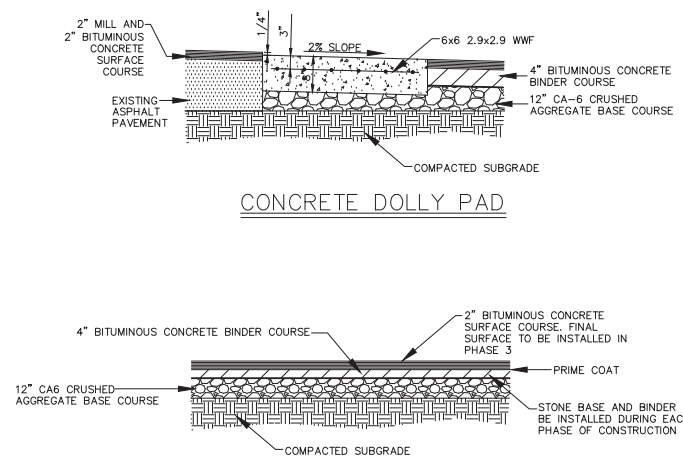 2" MILL AND
2" BITUMINOUS
CONCRETE
SURFACE
COURSE
1/4"
3"
2% SLOPE
8"
6x6 2.9x2.9 WWF
4" BITUMINOUS CONCRETE
BINDER COURSE
EXISTING
ASPHALT
PAVEMENT
12" CA-6 CRUSHED
AGGREGATE BASE COURSE
COMPACTED SUBGRADE
CONCRETE DOLLY PAD
4" BITUMINOUS CONCRETE BINDER COURSE
2" BITUMINOUS CONCRETE
SURFACE COURSE. FINAL
SURFACE TO BE INSTALLED IN
PHASE 3
PRIME COAT
12" CA6 CRUSHED
AGGREGATE BASE COURSE
STONE BASE AND BINDER
BE INSTALLED DURING EAC
PHASE OF CONSTRUCTION
COMPACTED SUBGRADE